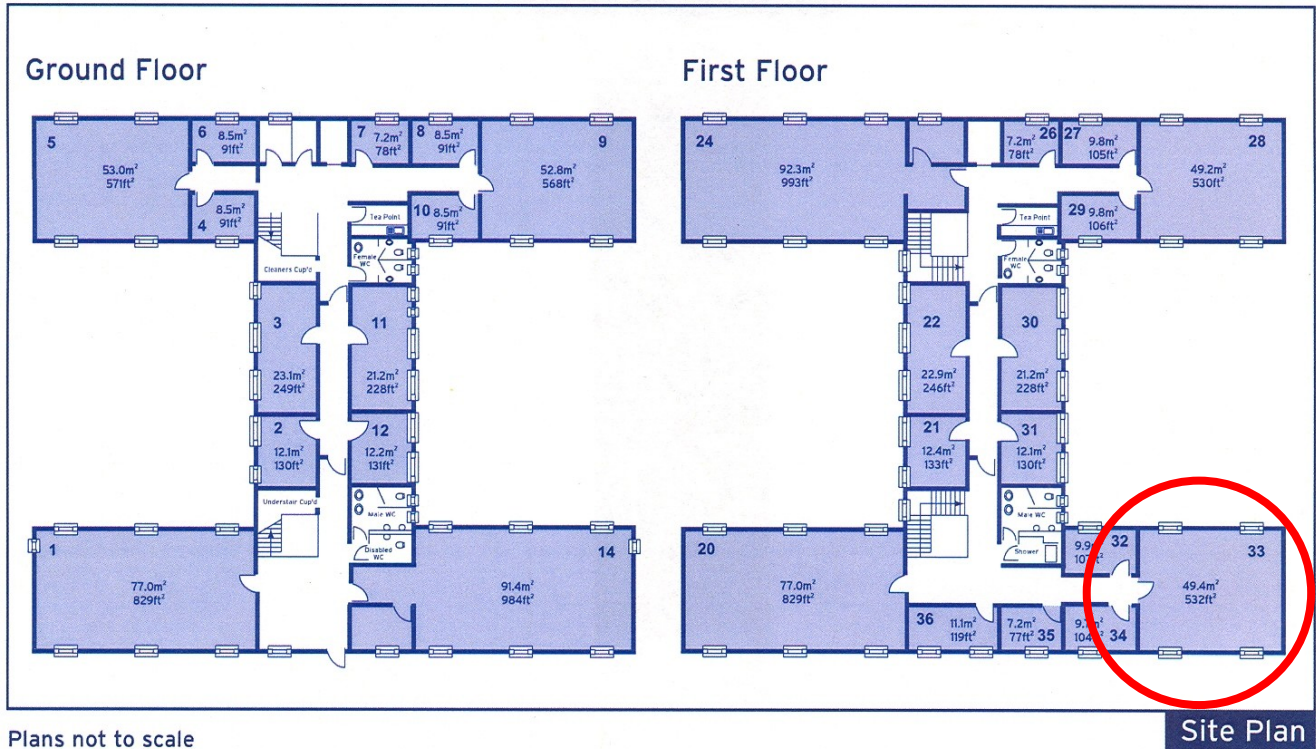 Ground Floor
First Floor
5
53.0m²
571ft²
6
8.5m²
91ft²
7
7.2m²
78ft²
8
8.5m²
91ft²
9
52.8m²
568ft²
4
8.5m²
91ft²
10
8.5m²
91ft²
Tea Point
Female
WC
Cleaners Cup'd
3
23.1m²
249ft²
11
21.2m²
228ft²
2
12.1m²
130ft²
12
12.2m²
131ft²
Understair Cup'd
Male WC
Disabled
WC
1
77.0m²
829ft²
14
91.4m²
984ft²
24
92.3m²
993ft²
26
7.2m²
78ft²
27
9.8m²
105ft²
28
49.2m²
530ft²
29
9.8m²
106ft²
Tea Point
Female
WC
22
22.9m²
246ft²
30
21.2m²
228ft²
21
12.4m²
133ft²
31
12.1m²
130ft²
Male WC
Shower
20
77.0m²
829ft²
32
33
49.4m²
532ft²
36
11.1m²
119ft²
7.2m²
77ft²
35
34
Plans not to scale
Site Plan